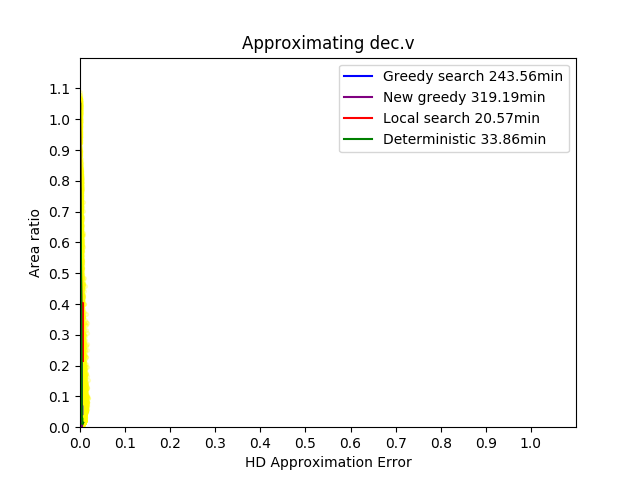 Approximating dec.v
Greedy search 243.56min
New greedy 319.19min
Local search 20.57min
Deterministic 33.86min
Area ratio
1.1
1.0
0.9
0.8
0.7
0.6
0.5
0.4
0.3
0.2
0.1
0.0
0.0 0.1 0.2 0.3 0.4 0.5 0.6 0.7 0.8 0.9 1.0
HD Approximation Error